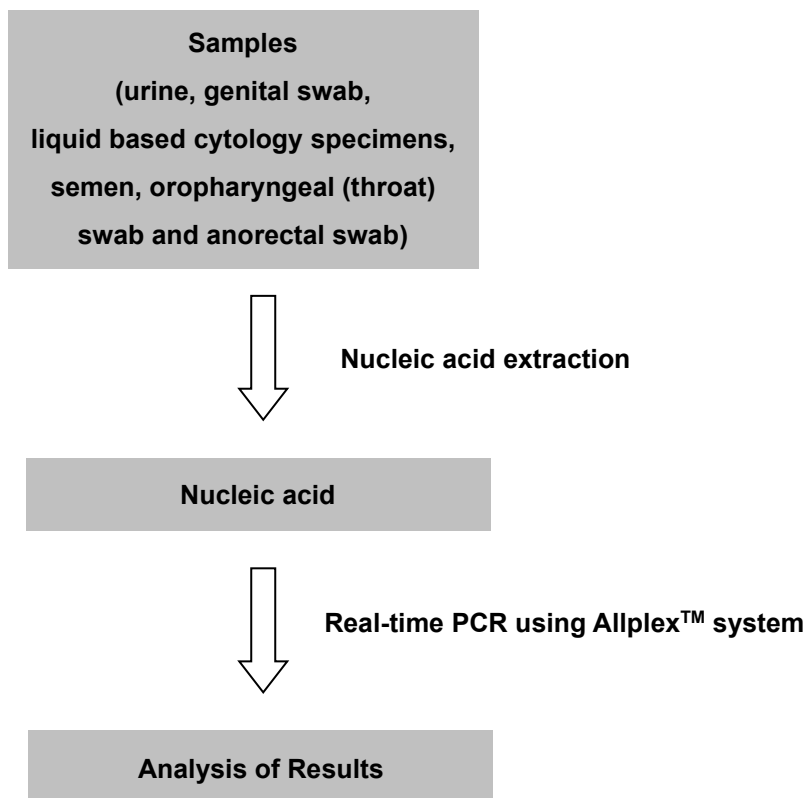 Samples
(urine, genital swab,
liquid based cytology specimens,
semen, oropharyngeal (throat)
swab and anorectal swab)
Nucleic acid extraction
Nucleic acid
Real-time PCR using Allplex™ system
Analysis of Results